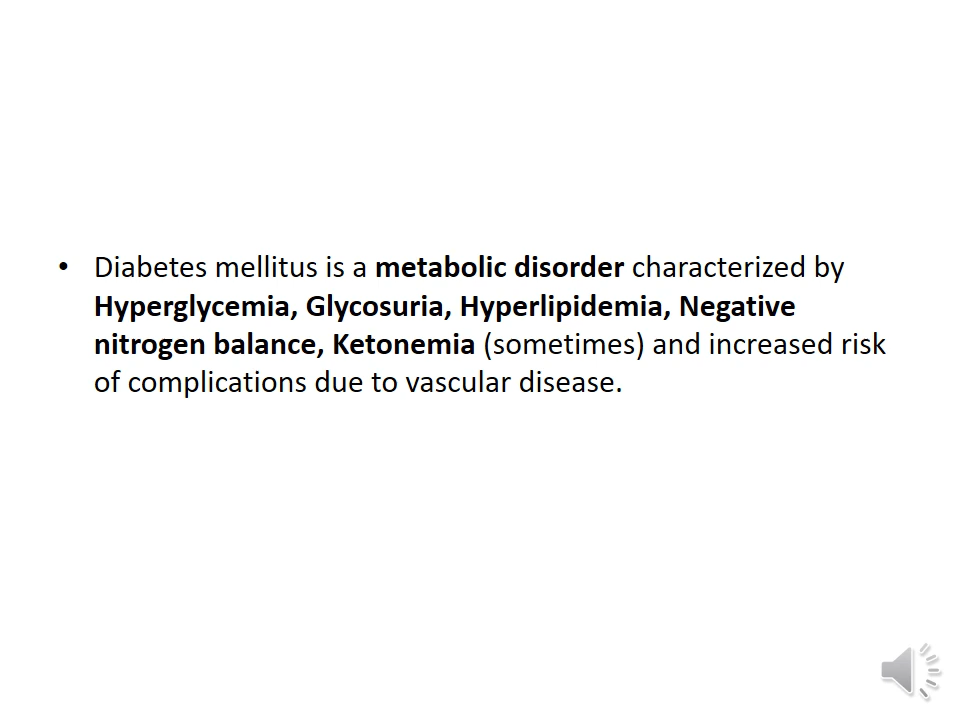 • Diabetes mellitus is a metabolic disorder characterized by
Hyperglycemia, Glycosuria, Hyperlipidemia, Negative
nitrogen balance, Ketonemia (sometimes) and increased risk
of complications due to vascular disease.